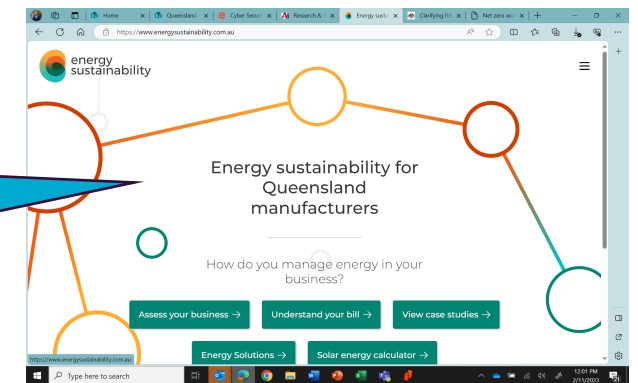 Home
Queensland
Cyber Securi
Research &
Energy susta
Clarifying R
Net zero and
https://www.energysustainability.com.au
energy
sustainability
Energy sustainability for
Queensland
manufacturers
How do you manage energy in your
business?
Assess your business →
Understand your bill →
View case studies →
Energy Solutions →
Solar energy calculator →
https://www.energysustainability.com.au
Type here to search
12:01 PM
2/11/2023